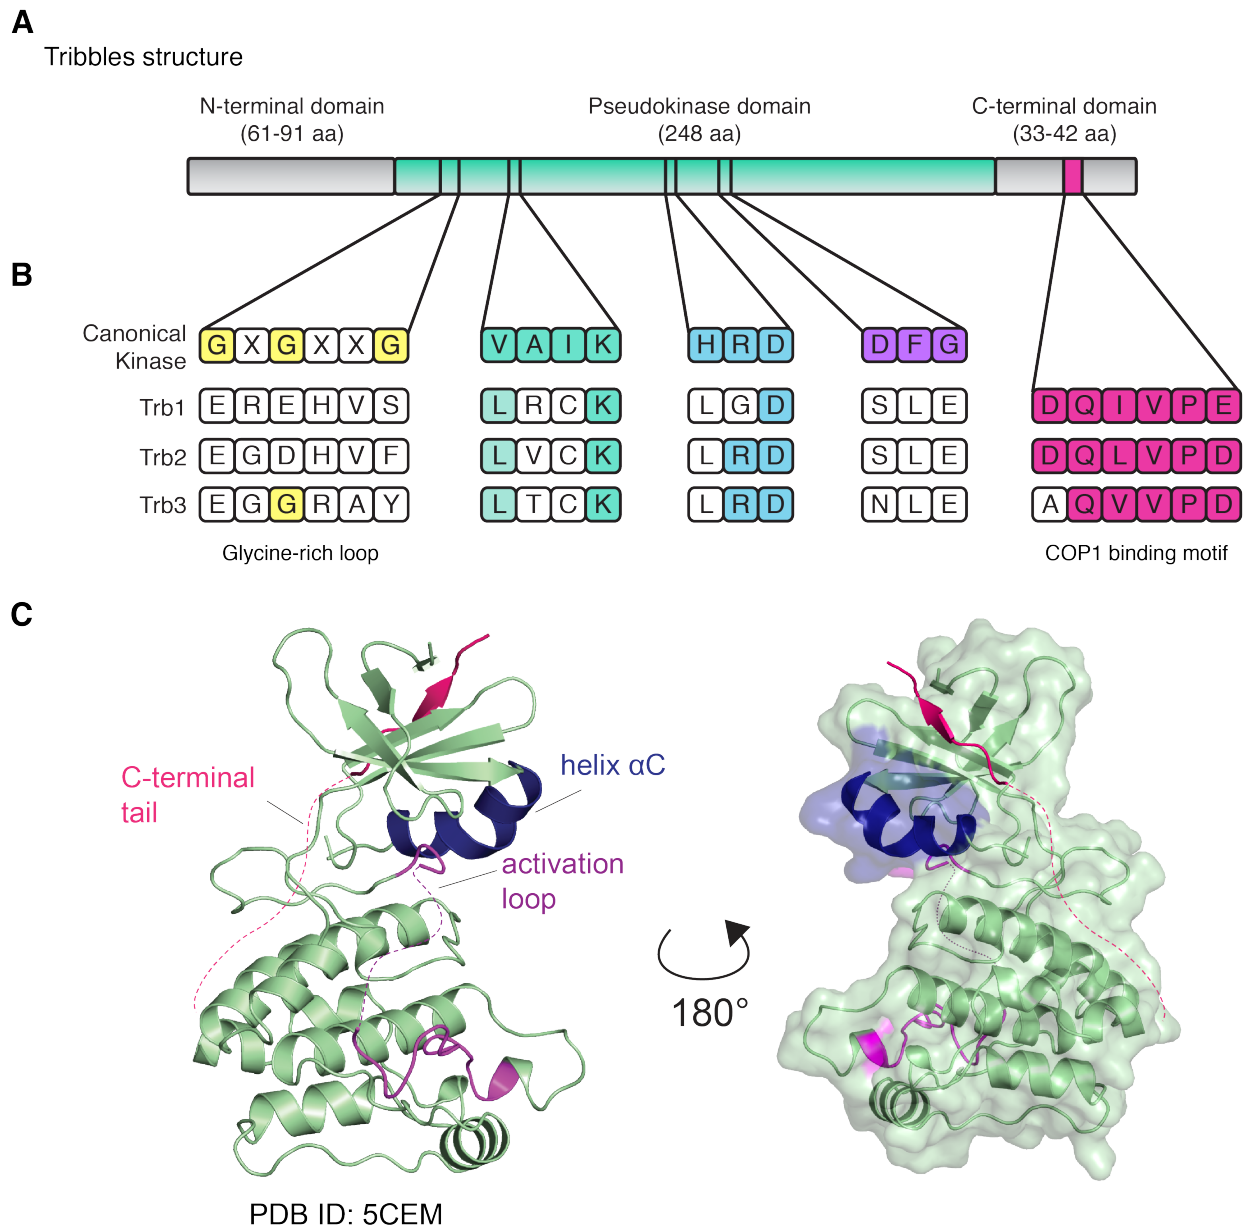 A
Tribbles structure
N-terminal domain
(61-91 aa)
Pseudokinase domain
(248 aa)
C-terminal domain
(33-42 aa)
B
Canonical
Kinase
G X G X X G
V A I K
H R D
D F G
Trb1
E R E H V S
L R C K
L G D
S L E
D Q I V P E
Trb2
E G D H V F
L V C K
L R D
S L E
D Q L V P D
Trb3
E G G R A Y
L T C K
L R D
N L E
A Q V V P D
Glycine-rich loop
COP1 binding motif
C
C-terminal
tail
helix αC
activation
loop
180°
PDB ID: 5CEM